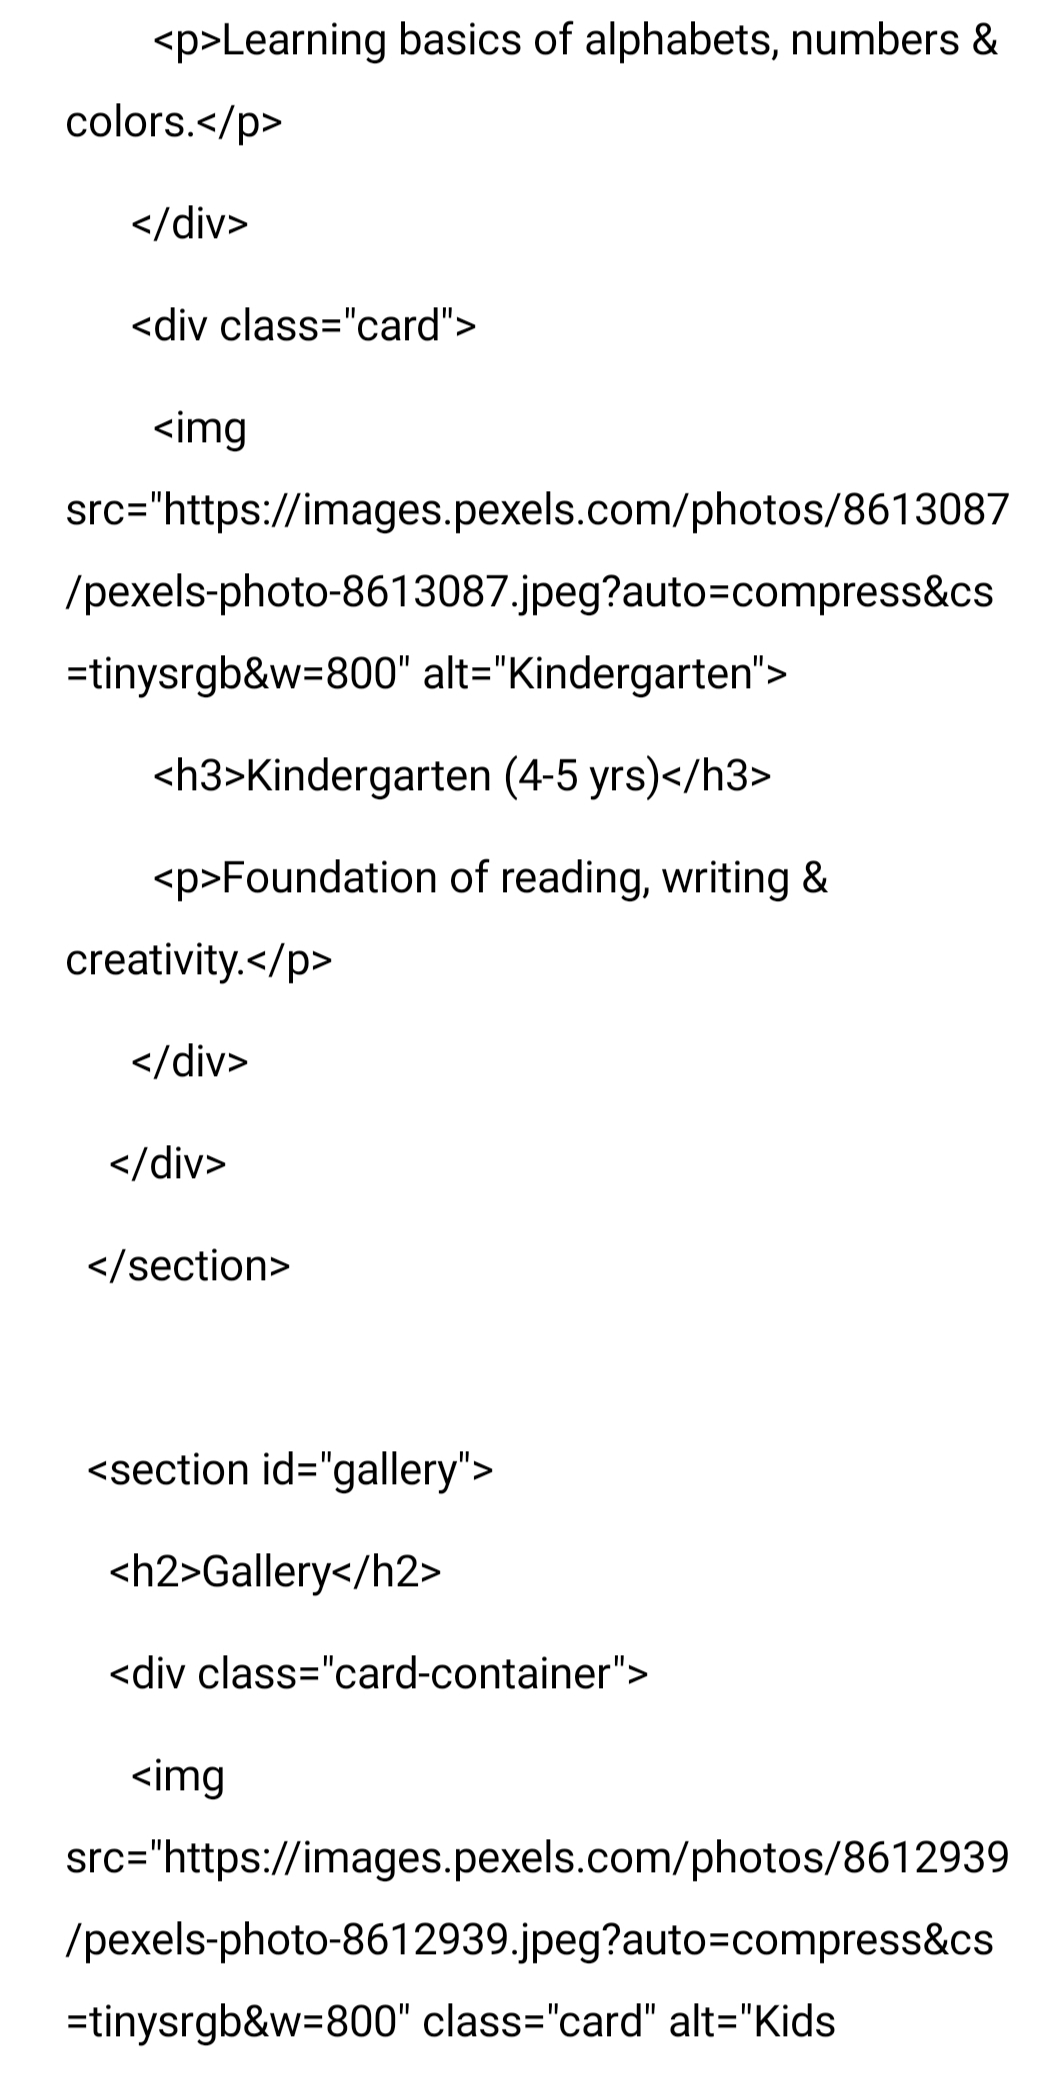 <p>Learning basics of alphabets, numbers &
colors.</p>
</div>
<div class="card">
<img
src="https://images.pexels.com/photos/8613087
/pexels-photo-8613087.jpeg?auto=compress&cs
=tinysrgb&w=800" alt="Kindergarten">
<h3>Kindergarten (4-5 yrs)</h3>
<p>Foundation of reading, writing &
creativity.</p>
</div>
</div>
</section>
<section id="gallery">
<h2>Gallery</h2>
<div class="card-container">
<img
src="https://images.pexels.com/photos/8612939
/pexels-photo-8612939.jpeg?auto=compress&cs
=tinysrgb&w=800" class="card" alt="Kids